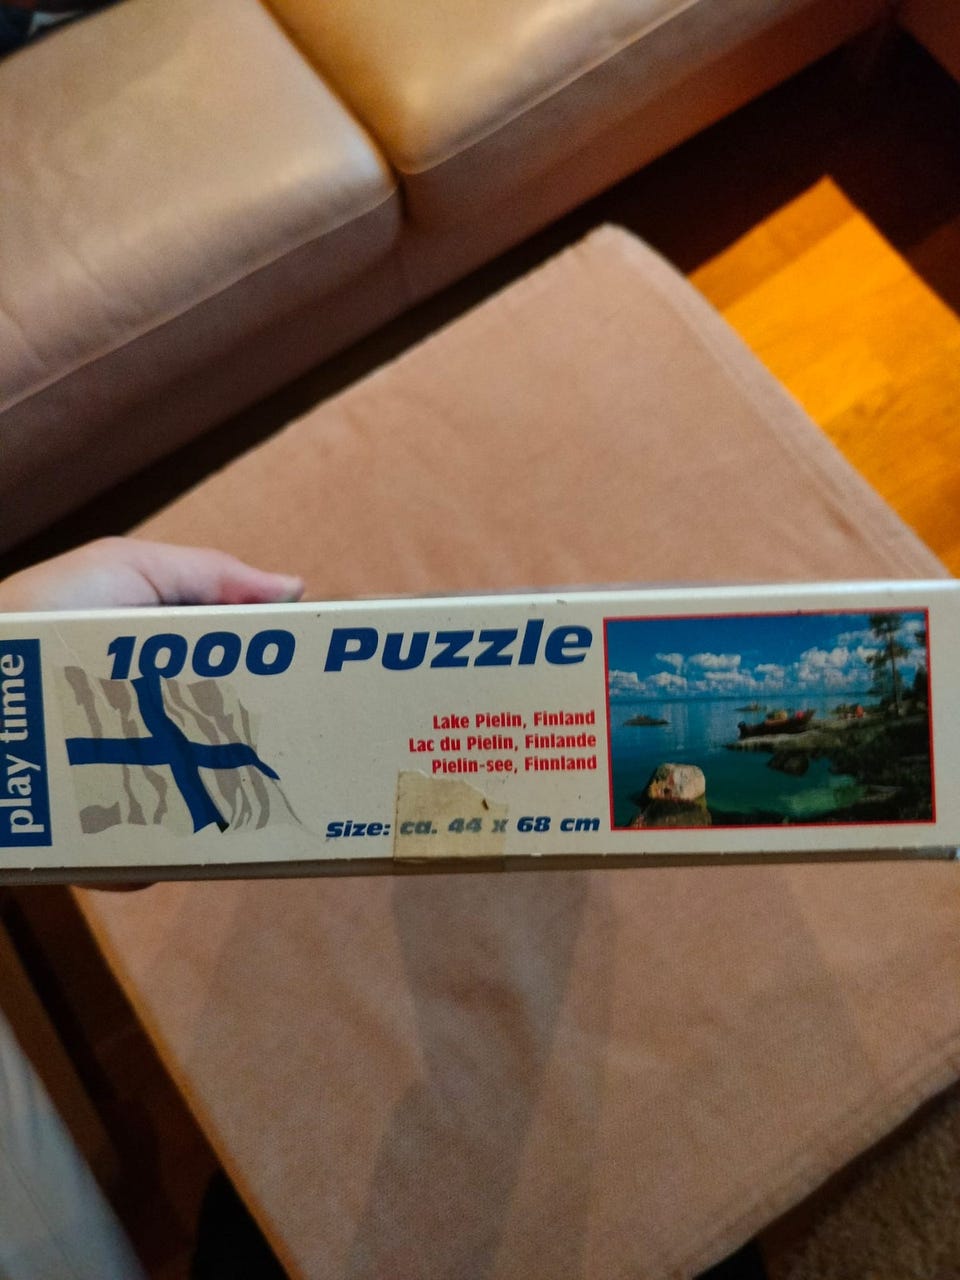 play time
1000 Puzzle
Lake Pielin, Finland
Lac du Pielin, Finlande
Pielin-see, Finnland
Size: ca. 44 x 68 cm